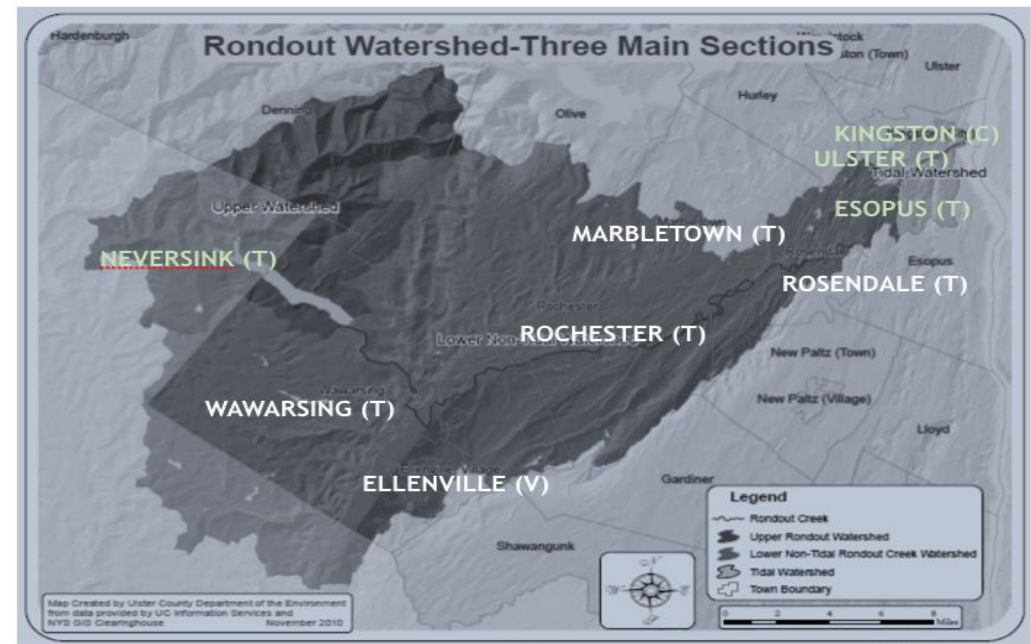 Hardenburgh
Rondout Watershed-Three Main Sections
Ulster
Denning
Olive
Hurley
KINGSTON (C)
ULSTER (T)
Tidal Watershed
Upper Watershed
ESOPUS (T)
MARBLETOWN (T)
NEVERSINK (T)
Esopus
ROSENDALE (T)
Rochester
ROCHESTER (T)
New Paltz (Town)
Wawarsing
New Paltz (Village)
WAWARSING (T)
Lloyd
Gardiner
ELLENVILLE (V)
Shawangunk
Legend
Rondout Creek
Upper Rondout Watershed
Lower Non-Tidal Rondout Creek Watershed
Tidal Watershed
Town Boundary
0 2 4 6 8
Miles
Map Created by Ulster County Department of the Environment
from data provided by UC Information Services and
NYS GIS Clearinghouse November 2010